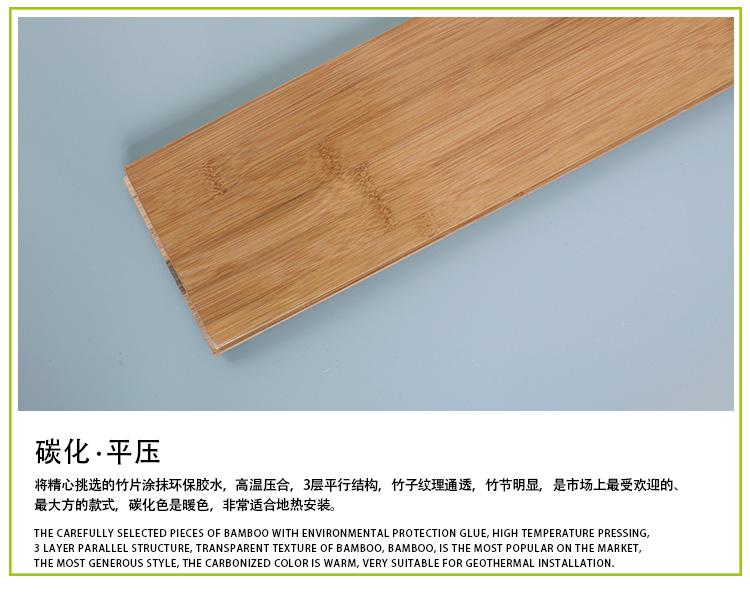 碳化·平压
将精心挑选的竹片涂抹环保胶水，高温压合，3层平行结构，竹子纹理通透，竹节明显，是市场上最受欢迎的、
最大方的款式，碳化色是暖色，非常适合地热安装。
THE CAREFULLY SELECTED PIECES OF BAMBOO WITH ENVIRONMENTAL PROTECTION GLUE, HIGH TEMPERATURE PRESSING,
3 LAYER PARALLEL STRUCTURE, TRANSPARENT TEXTURE OF BAMBOO, BAMBOO, IS THE MOST POPULAR ON THE MARKET,
THE MOST GENEROUS STYLE, THE CARBONIZED COLOR IS WARM, VERY SUITABLE FOR GEOTHERMAL INSTALLATION.